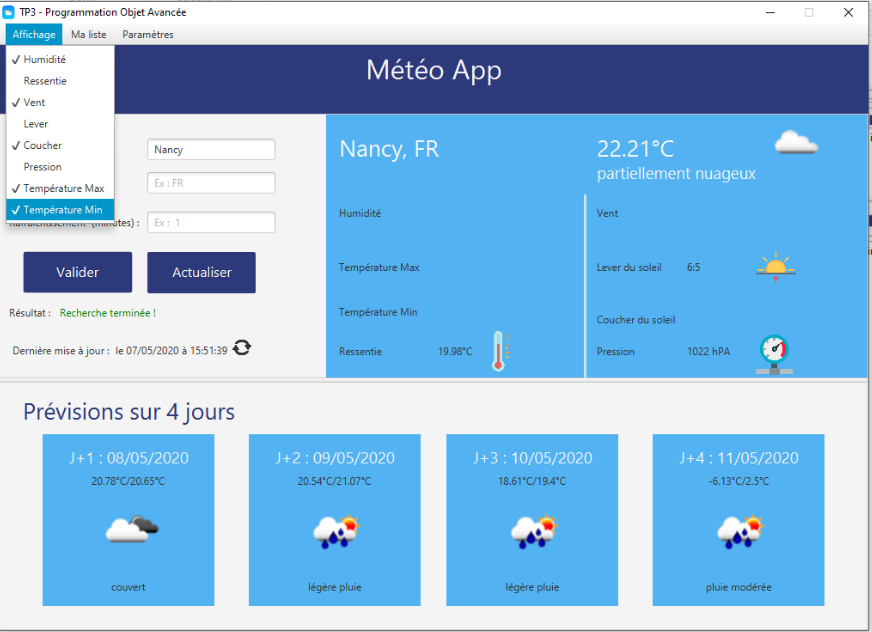 TP3 - Programmation Objet Avancée
Affichage Ma liste Paramètres
✓ Humidité
Ressentie
✓ Vent
Lever
✓ Coucher
Pression
✓ Température Max
✓ Température Min
Météo App
Nancy
Ex : FR
Rafraîchissement (minutes) : Ex : 1
Valider Actualiser
Résultat : Recherche terminée !
Dernière mise à jour : le 07/05/2020 à 15:51:39
Nancy, FR
22.21°C
partiellement nuageux
Humidité
Température Max
Température Min
Ressentie 19.98°C
Vent
Lever du soleil 6:5
Coucher du soleil
Pression 1022 hPA
Prévisions sur 4 jours
J+1 : 08/05/2020
20.78°C/20.65°C
couvert
J+2 : 09/05/2020
20.54°C/21.07°C
légère pluie
J+3 : 10/05/2020
18.61°C/19.4°C
légère pluie
J+4 : 11/05/2020
-6.13°C/2.5°C
pluie modérée